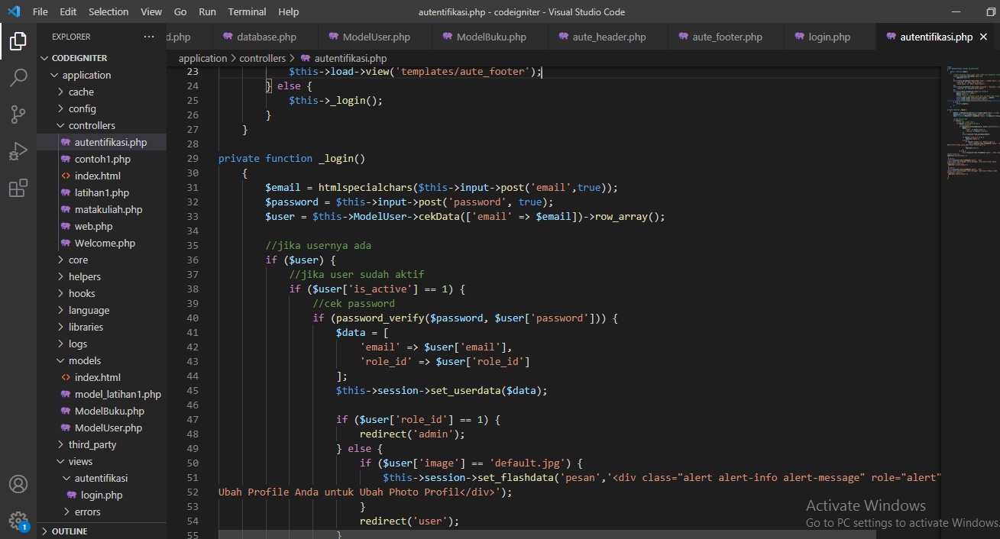 File Edit Selection View Go Run Terminal Help
autentifikasi.php - codeigniter - Visual Studio Code
EXPLORER ...
CODEIGNITER
application
cache
config
controllers
autentifikasi.php
contoh1.php
index.html
latihan1.php
matakuliah.php
web.php
Welcome.php
core
helpers
hooks
language
libraries
logs
models
index.html
model_latihan1.php
ModelBuku.php
ModelUser.php
third_party
views
autentifikasi
login.php
errors
OUTLINE
1
d.php database.php ModelUser.php ModelBuku.php aute_header.php aute_footer.php login.php autentifikasi.php
application > controllers > autentifikasi.php
23 $this->load->view('templates/aute_footer');
24 } else {
25 $this->_login();
26 }
27 }
28
29 private function _login()
30 {
31 $email = htmlspecialchars($this->input->post('email',true));
32 $password = $this->input->post('password', true);
33 $user = $this->ModelUser->cekData(['email' => $email])->row_array();
34
35 //jika usernya ada
36 if ($user) {
37 //jika user sudah aktif
38 if ($user['is_active'] == 1) {
39 //cek password
40 if (password_verify($password, $user['password'])) {
41 $data = [
42 'email' => $user['email'],
43 'role_id' => $user['role_id']
44 ];
45 $this->session->set_userdata($data);
46
47 if ($user['role_id'] == 1) {
48 redirect('admin');
49 } else {
50 if ($user['image'] == 'default.jpg') {
51 $this->session->set_flashdata('pesan','<div class="alert alert-info alert-message" role="alert"
52 Ubah Profile Anda untuk Ubah Photo Profil</div>');
53 }
54 redirect('user');
55 }
Activate Windows
Go to PC settings to activate Windows.